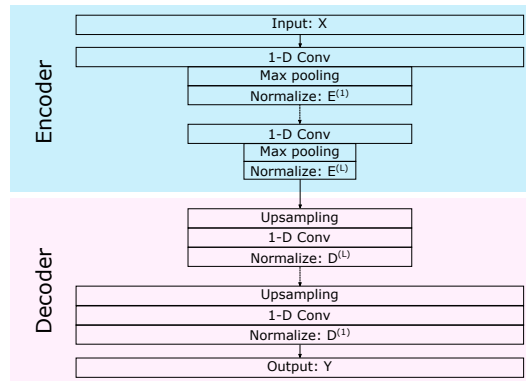 Encoder
Input: X
1-D Conv
Max pooling
Normalize: E⁽¹⁾
1-D Conv
Max pooling
Normalize: E⁽ᴸ⁾
Decoder
Upsampling
1-D Conv
Normalize: D⁽ᴸ⁾
Upsampling
1-D Conv
Normalize: D⁽¹⁾
Output: Y